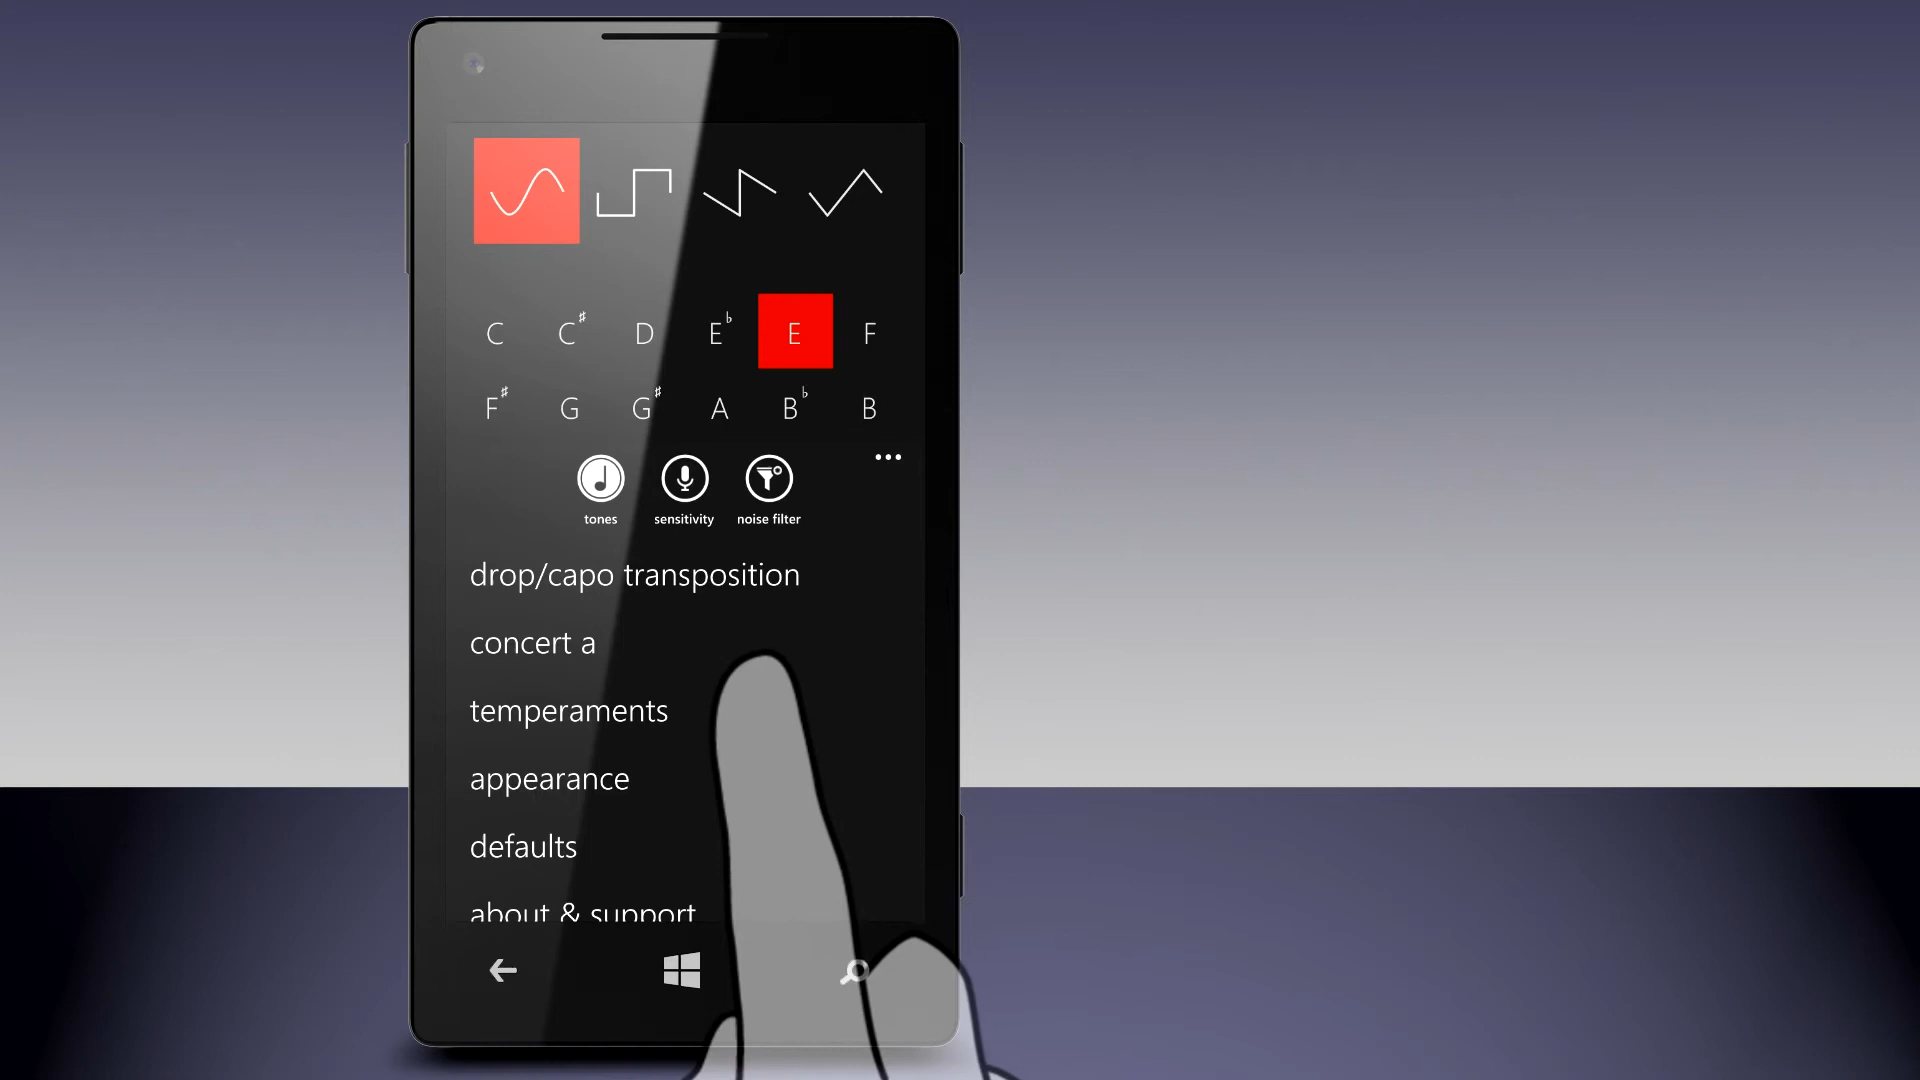 C C♯ D E♭ E F
F♯ G G♯ A B♭ B
tones sensitivity noise filter
drop/capo transposition
concert a
temperaments
appearance
defaults
about & support